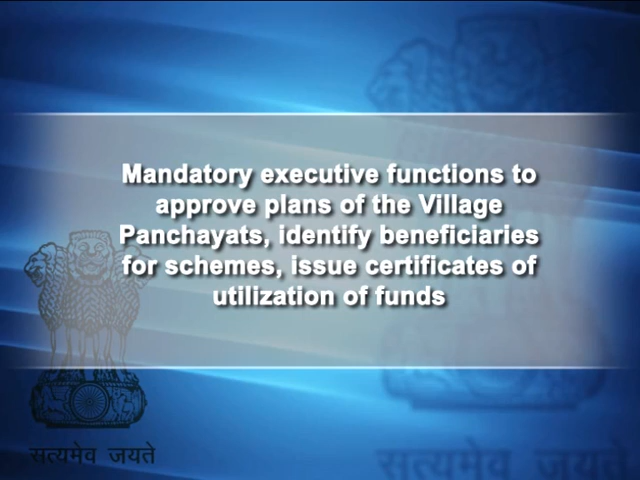 Mandatory executive functions to
approve plans of the Village
Panchayats, identify beneficiaries
for schemes, issue certificates of
utilization of funds
सत्यमेव जयते
सत्यमेव जयते